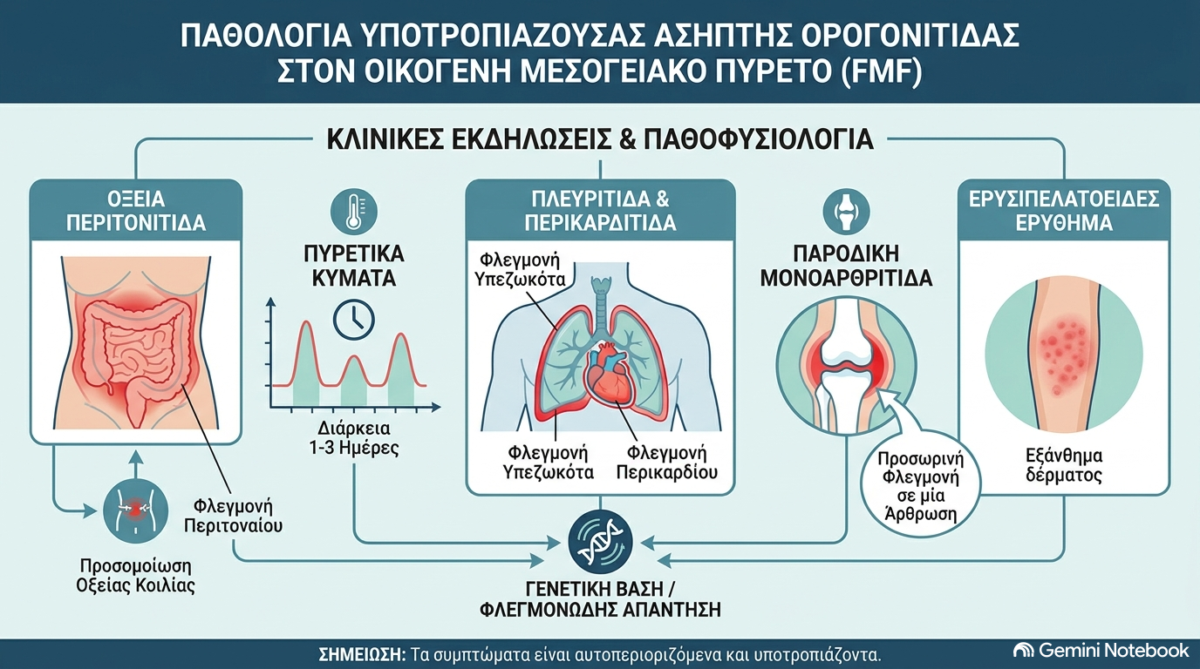 ΠΑΘΟΛΟΓΙΑ ΥΠΟΤΡΟΠΙΑΖΟΥΣΑΣ ΑΣΗΠΤΗΣ ΟΡΟΓΟΝΙΤΙΔΑΣ
ΣΤΟΝ ΟΙΚΟΓΕΝΗ ΜΕΣΟΓΕΙΑΚΟ ΠΥΡΕΤΟ (FMF)
ΚΛΙΝΙΚΕΣ ΕΚΔΗΛΩΣΕΙΣ & ΠΑΘΟΦΥΣΙΟΛΟΓΙΑ
ΟΞΕΙΑ
ΠΕΡΙΤΟΝΙΤΙΔΑ
Φλεγμονή
Περιτοναίου
Προσομοίωση
Οξείας Κοιλίας
ΠΥΡΕΤΙΚΑ
ΚΥΜΑΤΑ
Διάρκεια
1-3 Ημέρες
ΠΛΕΥΡΙΤΙΔΑ &
ΠΕΡΙΚΑΡΔΙΤΙΔΑ
Φλεγμονή
Υπεζωκότα
Φλεγμονή
Υπεζωκότα
Φλεγμονή
Περικαρδίου
ΠΑΡΟΔΙΚΗ
ΜΟΝΟΑΡΘΡΙΤΙΔΑ
Προσωρινή
Φλεγμονή
σε μία
Άρθρωση
ΕΡΥΣΙΠΕΛΑΤΟΕΙΔΕΣ
ΕΡΥΘΗΜΑ
Εξάνθημα
δέρματος
ΓΕΝΕΤΙΚΗ ΒΑΣΗ /
ΦΛΕΓΜΟΝΩΔΗΣ ΑΠΑΝΤΗΣΗ
ΣΗΜΕΙΩΣΗ: Τα συμπτώματα είναι αυτοπεριοριζόμενα και υποτροπιάζοντα.
Gemini Notebook